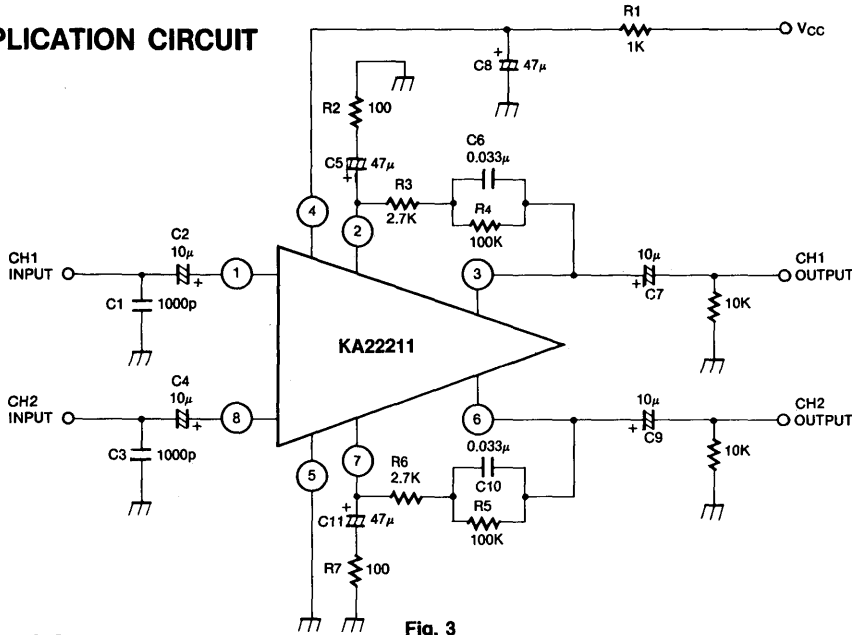 PLICATION CIRCUIT
R1
1K
VCC
C8
+
47μ
R2
100
C5
+
47μ
C6
0.033μ
R3
2.7K
R4
100K
4
2
CH1
INPUT
C2
10μ
+
1
C1
1000p
3
10μ
+
C7
CH1
OUTPUT
10K
KA22211
CH2
INPUT
C4
10μ
+
8
C3
1000p
6
10μ
+
C9
CH2
OUTPUT
10K
5
7
R6
2.7K
0.033μ
C10
R5
100K
+
C11
47μ
R7
100
Fig. 3